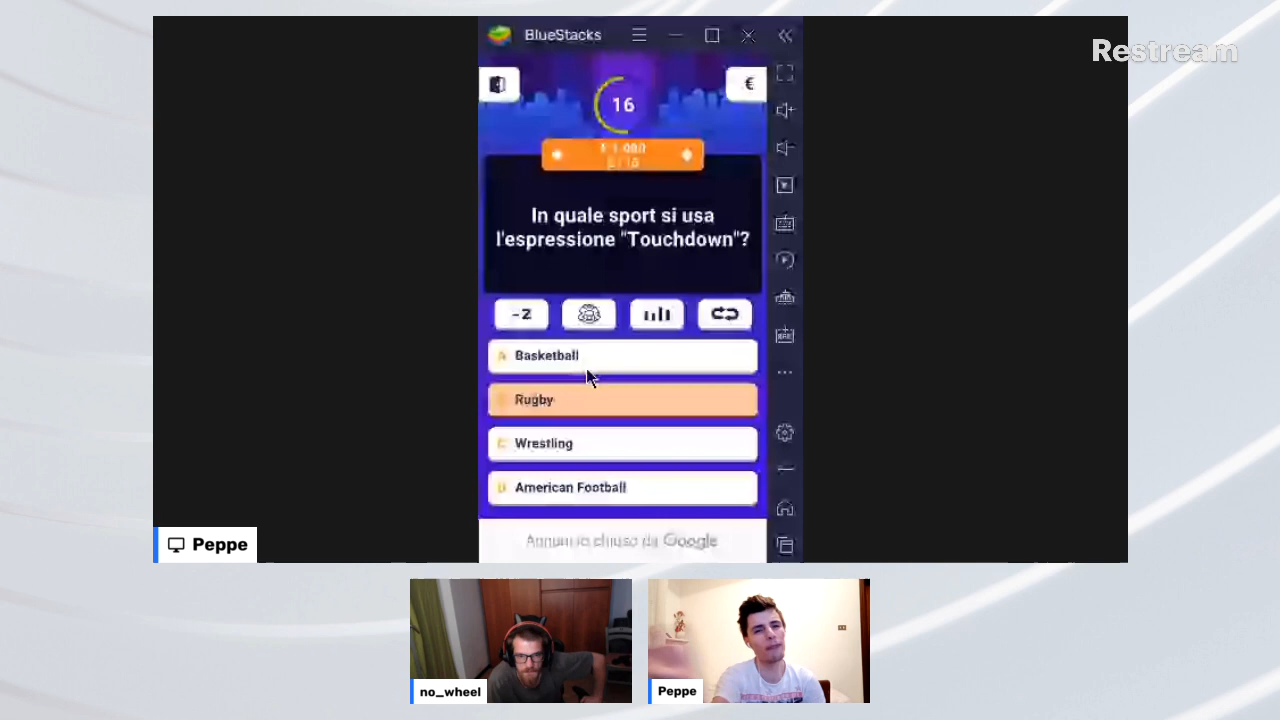 BlueStacks
Restream
16
€
In quale sport si usa
l'espressione "Touchdown"?
-2
A Basketball
Rugby
C Wrestling
D American Football
Annuncio chiuso da Google
Peppe
no_wheel
Peppe